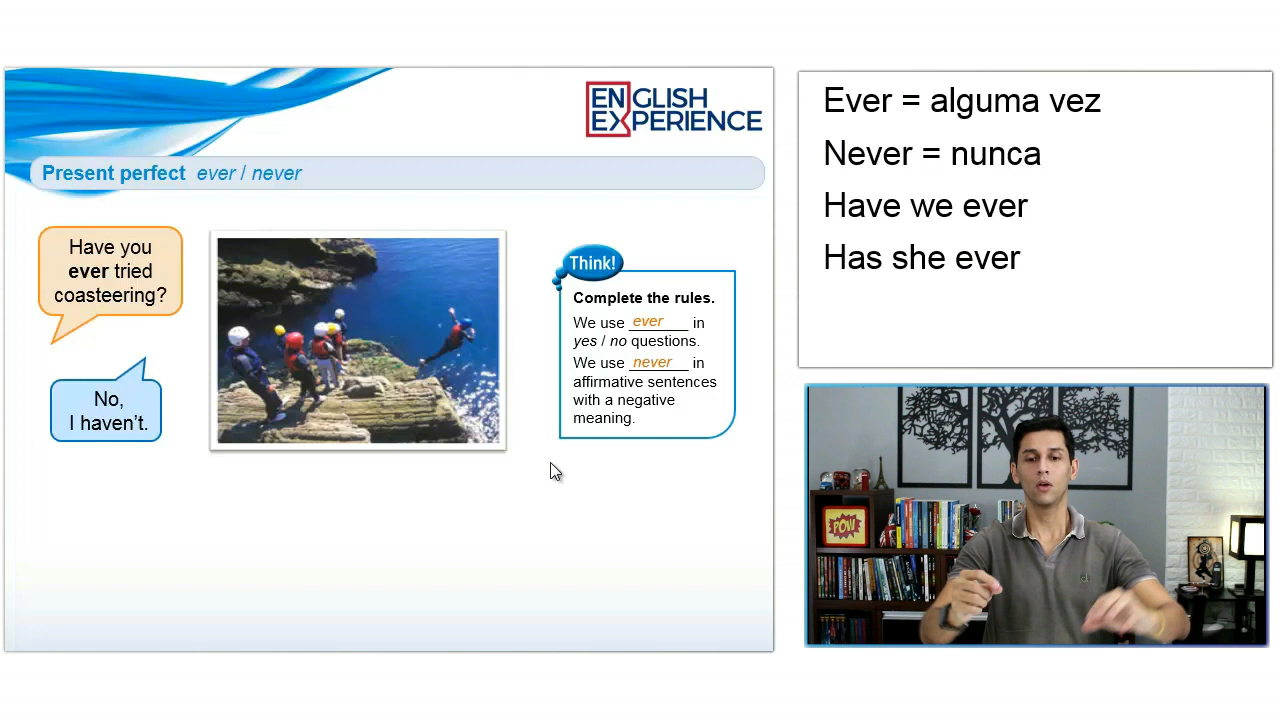 ENGLISH
EXPERIENCE
Present perfect ever / never
Have you
ever tried
coasteering?
No,
I haven't.
Think!
Complete the rules.
We use ever in
yes / no questions.
We use never in
affirmative sentences
with a negative
meaning.
Ever = alguma vez
Never = nunca
Have we ever
Has she ever
POW